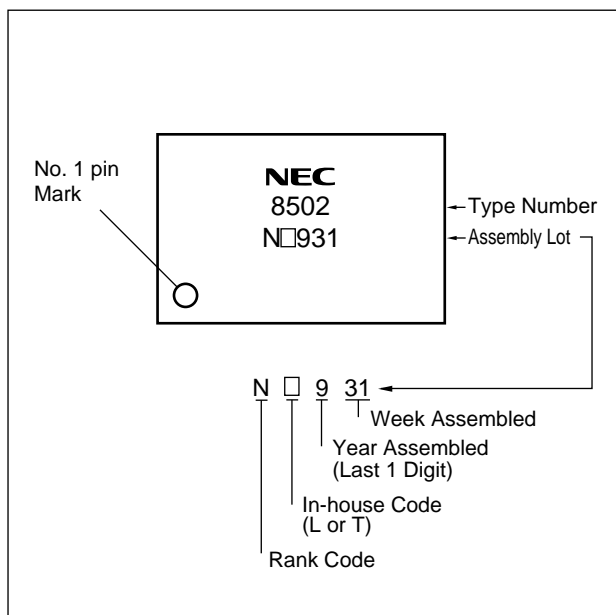 No. 1 pin
Mark
NEC
8502
N□931
Type Number
Assembly Lot
N □ 9 31
Week Assembled
Year Assembled
(Last 1 Digit)
In-house Code
(L or T)
Rank Code